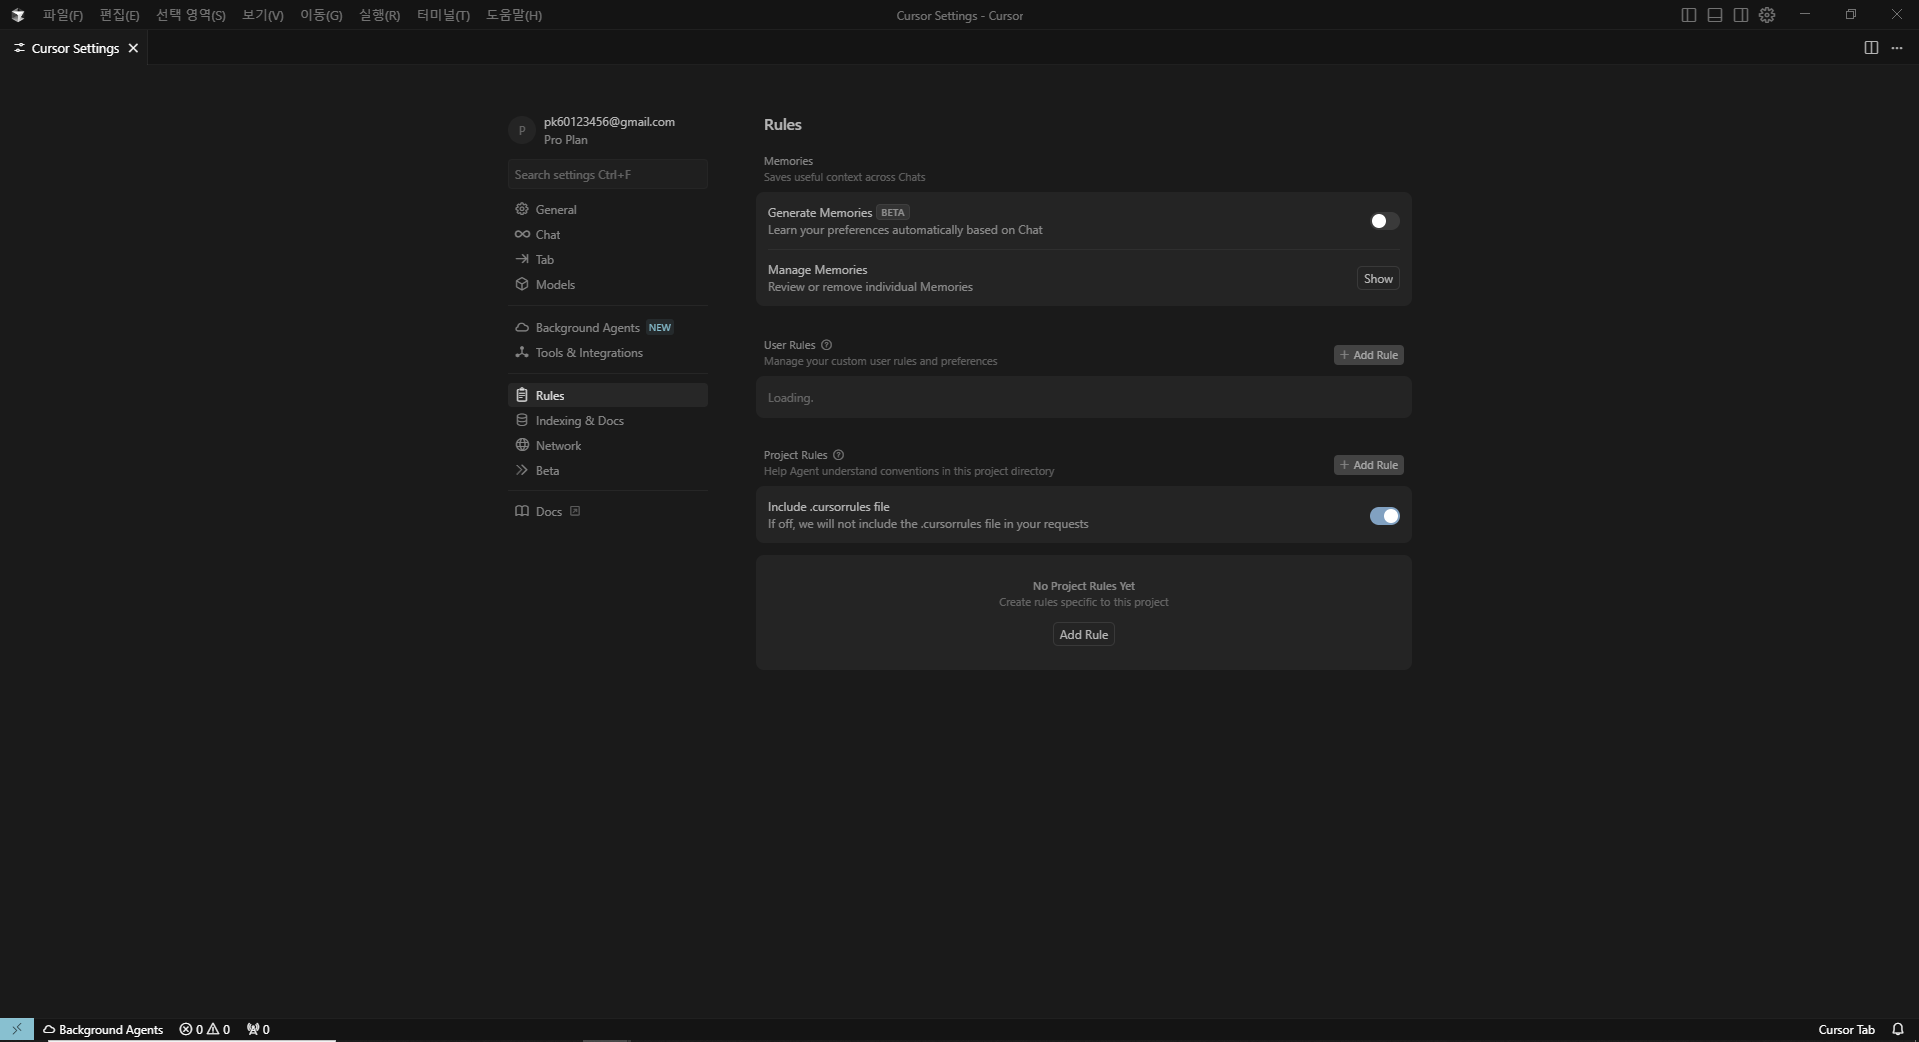 파일(F) 편집(E) 선택 영역(S) 보기(V) 이동(G) 실행(R) 터미널(T) 도움말(H)
Cursor Settings - Cursor
Cursor Settings
P
pk60123456@gmail.com
Pro Plan
Search settings Ctrl+F
General
Chat
Tab
Models
Background Agents NEW
Tools & Integrations
Rules
Indexing & Docs
Network
Beta
Docs
Rules
Memories
Saves useful context across Chats
Generate Memories BETA
Learn your preferences automatically based on Chat
Manage Memories
Review or remove individual Memories
Show
User Rules
Manage your custom user rules and preferences
+ Add Rule
Loading.
Project Rules
Help Agent understand conventions in this project directory
+ Add Rule
Include .cursorrules file
If off, we will not include the .cursorrules file in your requests
No Project Rules Yet
Create rules specific to this project
Add Rule
Background Agents 0 0 0
Cursor Tab